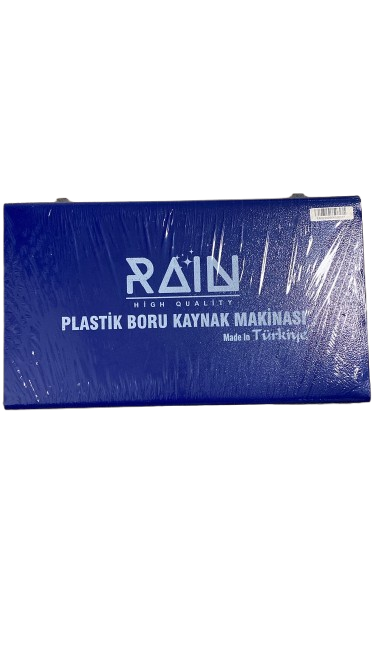 RAIN
HIGH QUALITY
PLASTİK BORU KAYNAK MAKİNASI
Made In Türkiye